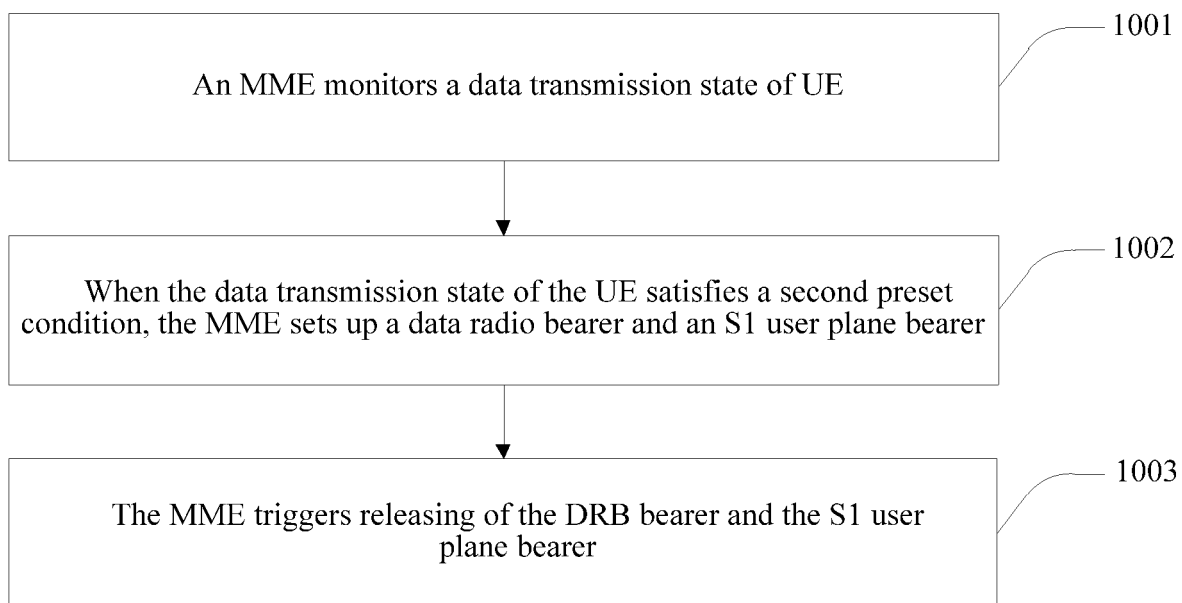 1001
An MME monitors a data transmission state of UE
1002
When the data transmission state of the UE satisfies a second preset
condition, the MME sets up a data radio bearer and an S1 user plane bearer
1003
The MME triggers releasing of the DRB bearer and the S1 user
plane bearer